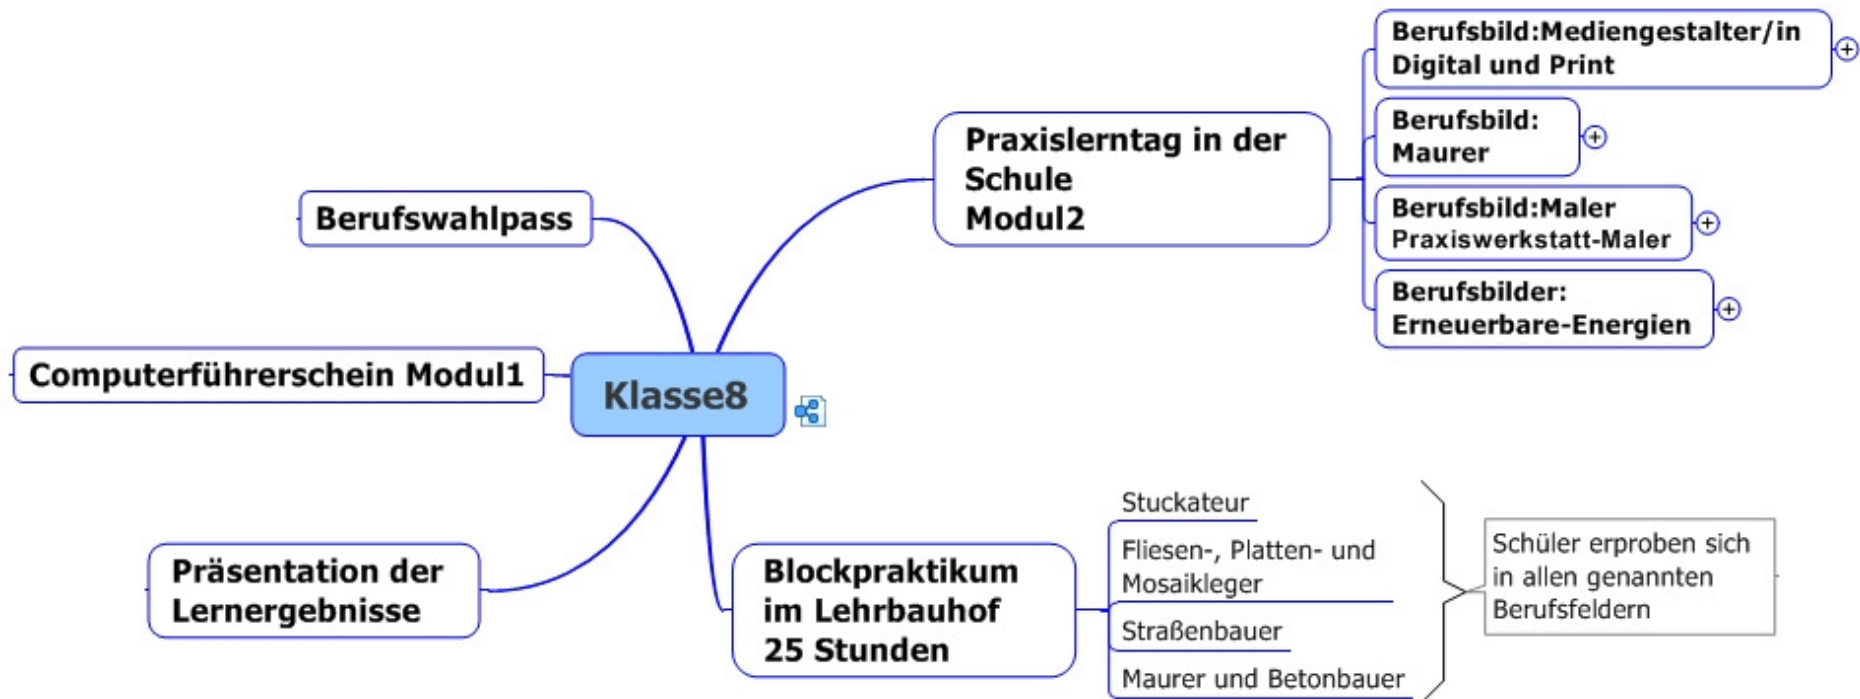 Berufsbild:Mediengestalter/in
Digital und Print
Berufsbild:
Maurer
Praxislerntag in der
Schule
Modul2
Berufsbild:Maler
Praxiswerkstatt-Maler
Berufsbilder:
Erneuerbare-Energien
Berufswahlpass
Computerführerschein Modul1
Klasse8
Präsentation der
Lernergebnisse
Blockpraktikum
im Lehrbauhof
25 Stunden
Stuckateur
Fliesen-, Platten- und
Mosaikleger
Straßenbauer
Maurer und Betonbauer
Schüler erproben sich
in allen genannten
Berufsfeldern